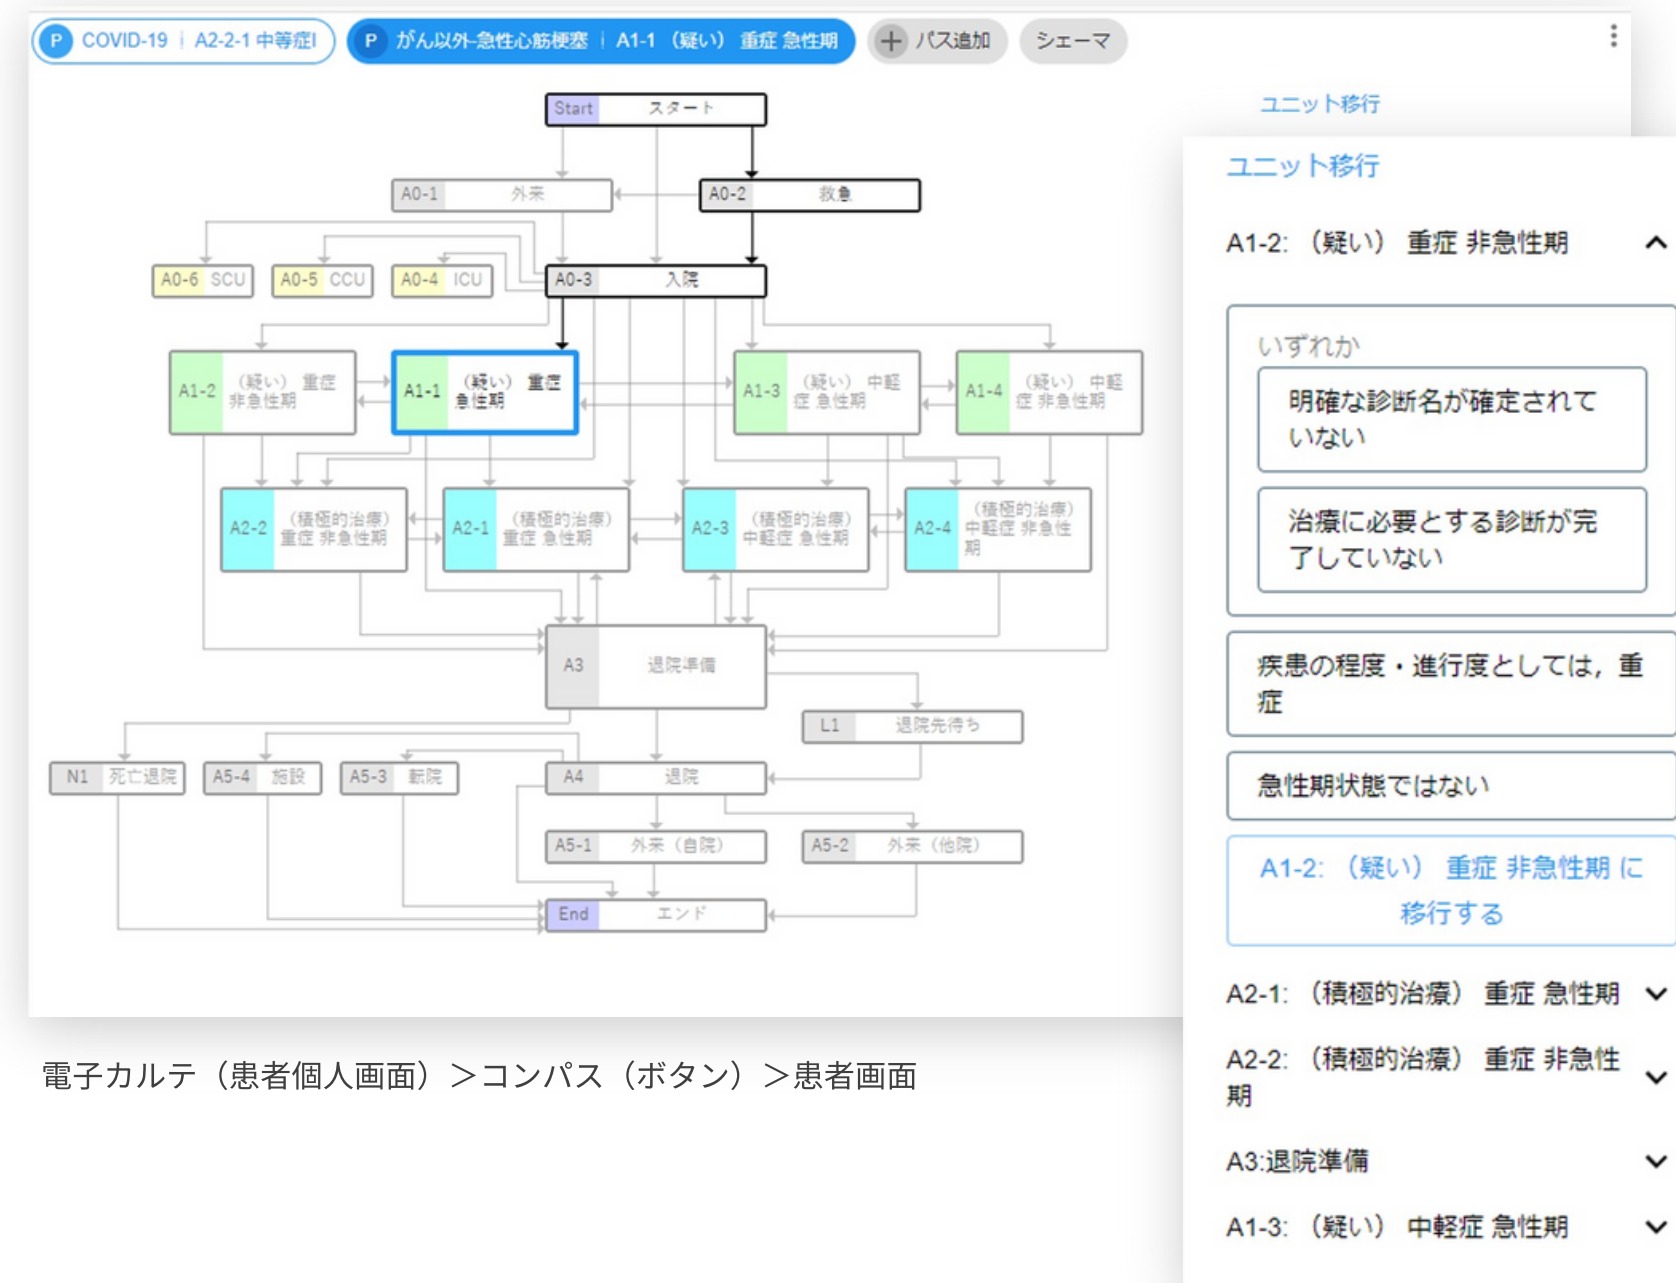 P COVID-19 | A2-2-1 中等症I
P がん以外-急性心筋梗塞 | A1-1 （疑い） 重症 急性期
＋ パス追加
シェーマ
ユニット移行
Start スタート
A0-1 外来
A0-2 救急
A0-6 SCU
A0-5 CCU
A0-4 ICU
A0-3 入院
A1-2 （疑い） 重症
非急性期
A1-1 （疑い） 重症
急性期
A1-3 （疑い） 中軽
症 急性期
A1-4 （疑い） 中軽
症 非急性期
A2-2 （積極的治療）
重症 非急性期
A2-1 （積極的治療）
重症 急性期
A2-3 （積極的治療）
中軽症 急性期
A2-4 （積極的治療）
中軽症 非急性
期
A3 退院準備
L1 退院先待ち
N1 死亡退院
A5-4 施設
A5-3 転院
A4 退院
A5-1 外来（自院）
A5-2 外来（他院）
End エンド
電子カルテ（患者個人画面）＞コンパス（ボタン）＞患者画面
ユニット移行
A1-2: （疑い） 重症 非急性期
いずれか
明確な診断名が確定されて
いない
治療に必要とする診断が完
了していない
疾患の程度・進行度としては，重
症
急性期状態ではない
A1-2: （疑い） 重症 非急性期 に
移行する
A2-1: （積極的治療） 重症 急性期
A2-2: （積極的治療） 重症 非急性
期
A3:退院準備
A1-3: （疑い） 中軽症 急性期